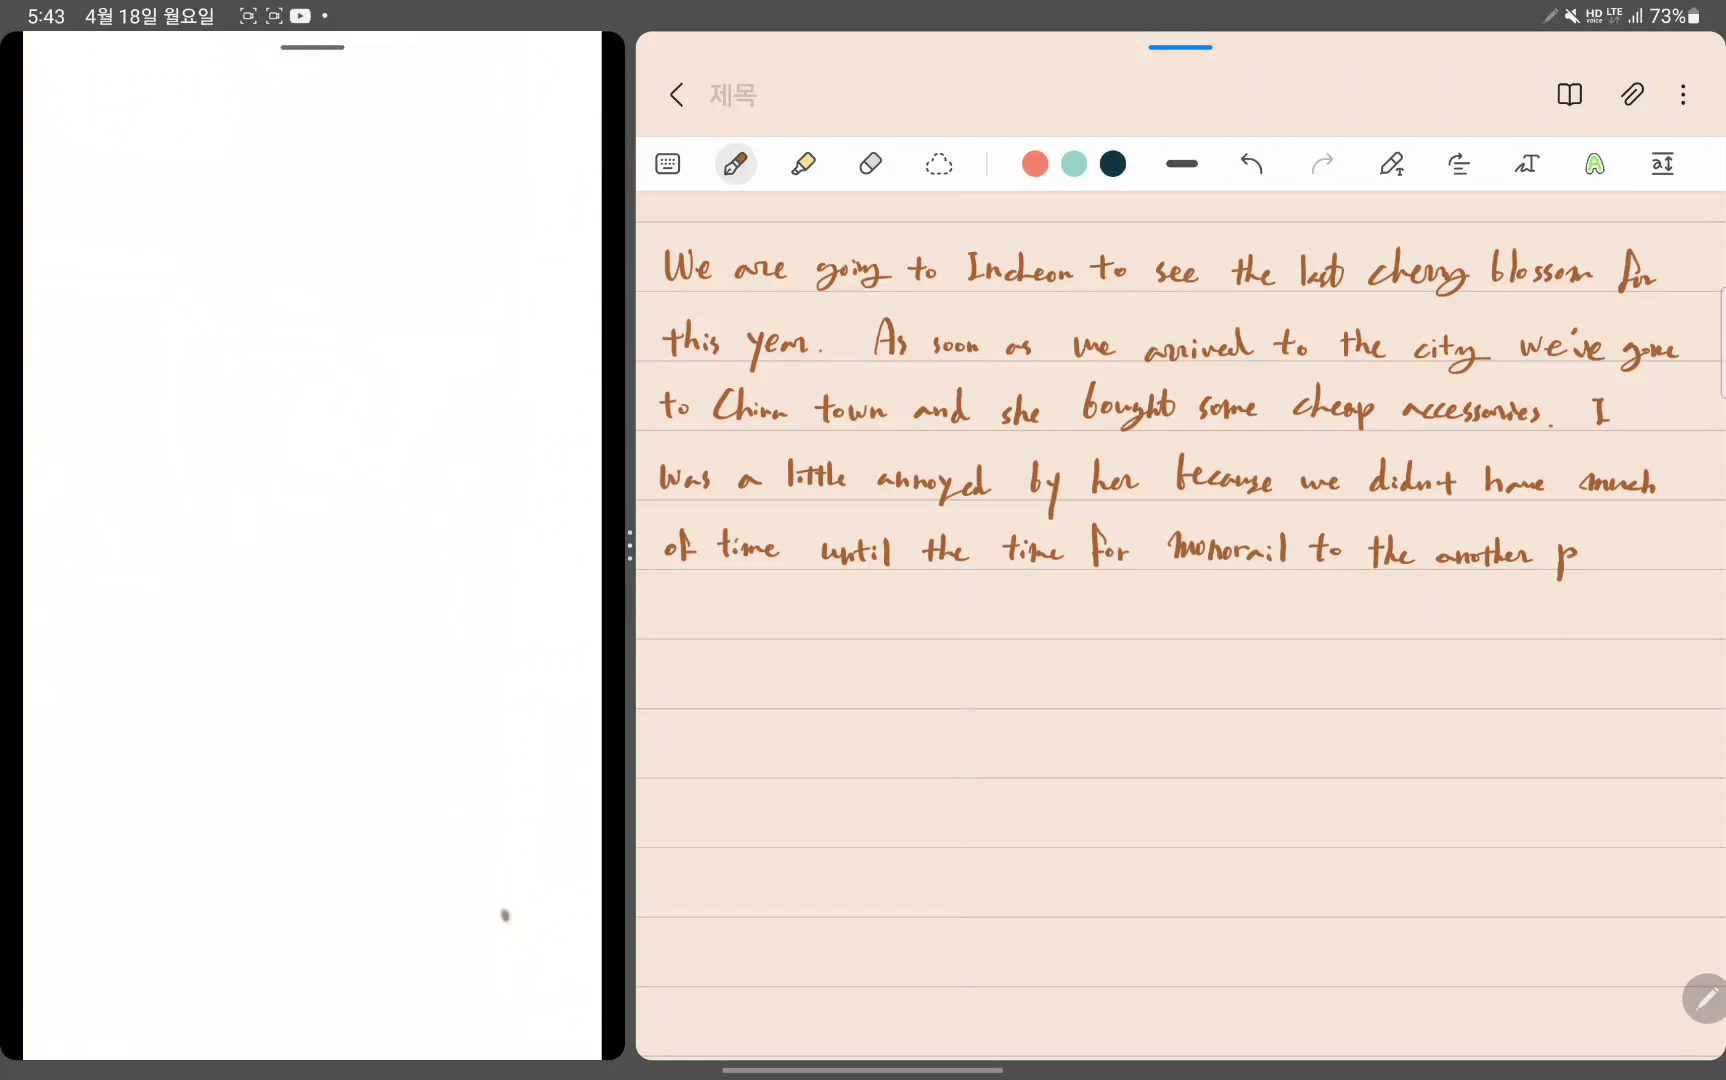 5:43 4월 18일 월요일
HD voice LTE 73%
제목
We are going to Incheon to see the last cherry blossom for
this year. As soon as we arrived to the city we've gone
to China town and she bought some cheap accessories. I
was a little annoyed by her because we didn't have much
of time until the time for monorail to the another p